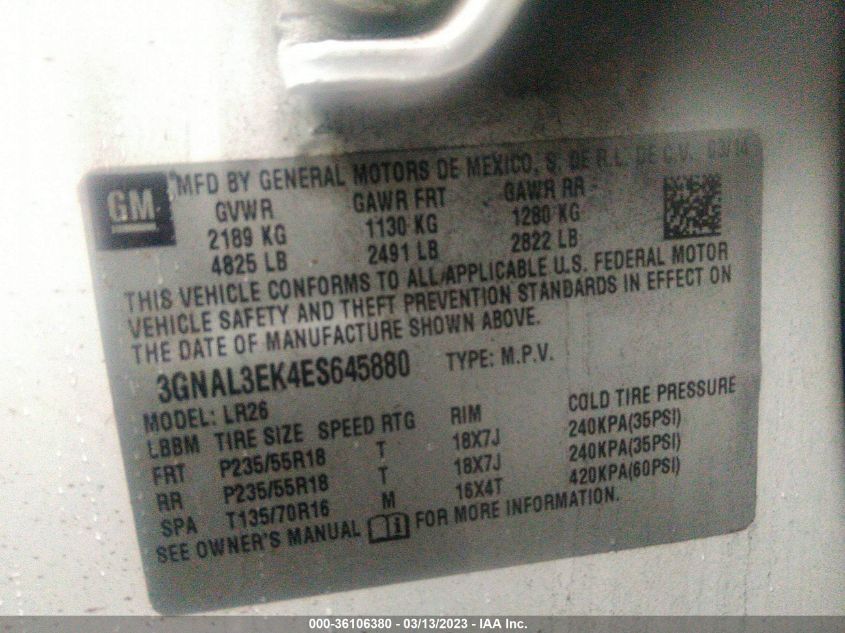 GM
MFD BY GENERAL MOTORS DE MEXICO, S. DE R.L. DE C.V. 03/14
GVWR GAWR FRT GAWR RR
2189 KG 1130 KG 1280 KG
4825 LB 2491 LB 2822 LB
THIS VEHICLE CONFORMS TO ALL APPLICABLE U.S. FEDERAL MOTOR
VEHICLE SAFETY AND THEFT PREVENTION STANDARDS IN EFFECT ON
THE DATE OF MANUFACTURE SHOWN ABOVE.
3GNAL3EK4ES645880 TYPE: M.P.V.
MODEL: LR26
LBBM TIRE SIZE SPEED RTG RIM COLD TIRE PRESSURE
FRT P235/55R18 T 18X7J 240KPA(35PSI)
RR P235/55R18 T 18X7J 240KPA(35PSI)
SPA T135/70R16 M 16X4T 420KPA(60PSI)
SEE OWNER'S MANUAL i FOR MORE INFORMATION.
000-36106380 - 03/13/2023 - IAA Inc.